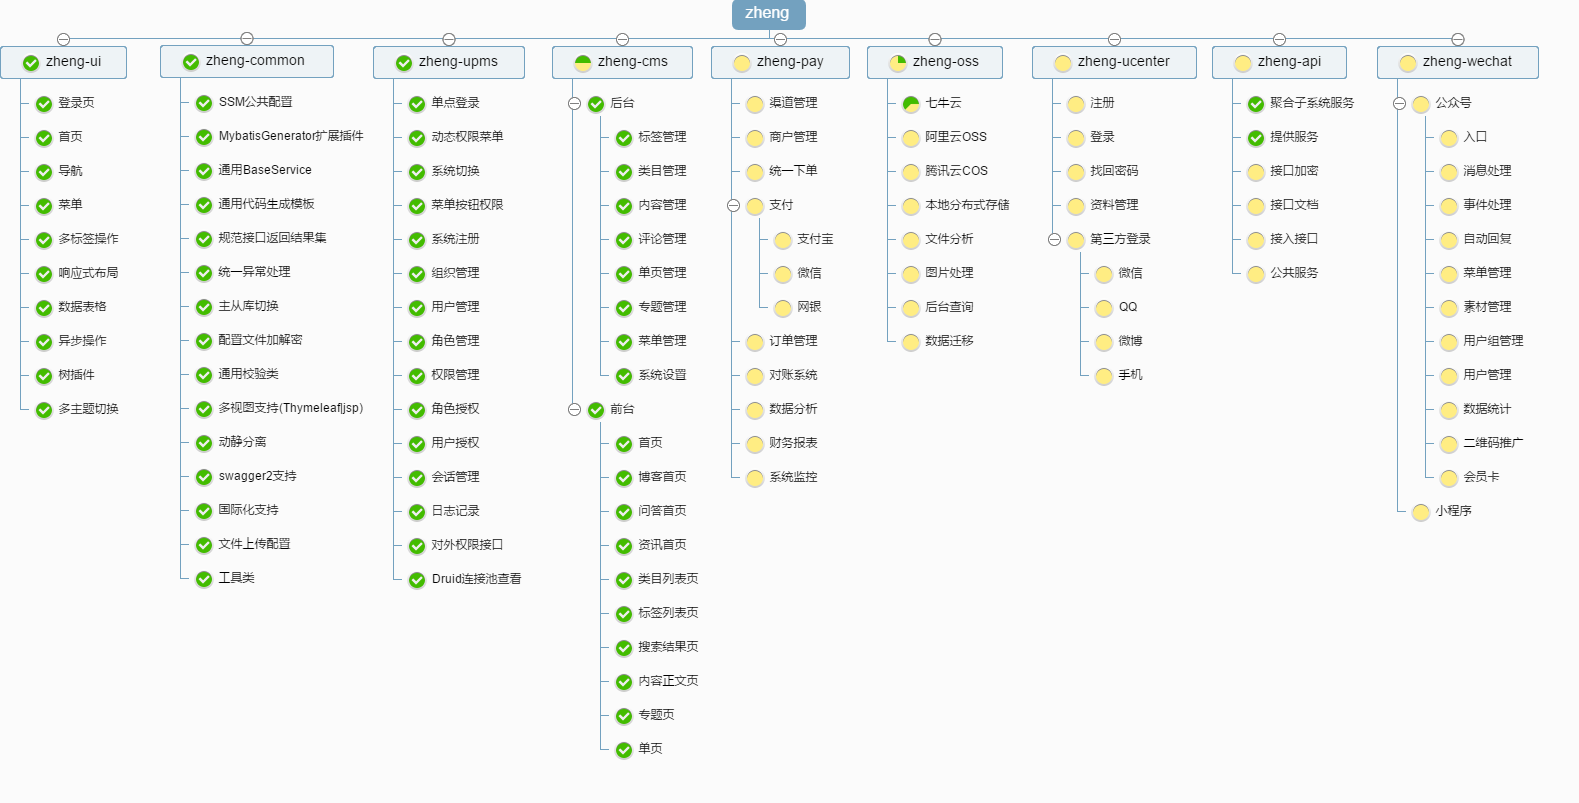 zheng
zheng-ui
登录页
首页
导航
菜单
多标签操作
响应式布局
数据表格
异步操作
树插件
多主题切换
zheng-common
SSM公共配置
MybatisGenerator扩展插件
通用BaseService
通用代码生成模板
规范接口返回结果集
统一异常处理
主从库切换
配置文件加解密
通用校验类
多视图支持(Thymeleaf|jsp)
动静分离
swagger2支持
国际化支持
文件上传配置
工具类
zheng-upms
单点登录
动态权限菜单
系统切换
菜单按钮权限
系统注册
组织管理
用户管理
角色管理
权限管理
角色授权
用户授权
会话管理
日志记录
对外权限接口
Druid连接池查看
zheng-cms
后台
标签管理
类目管理
内容管理
评论管理
单页管理
专题管理
菜单管理
系统设置
前台
首页
博客首页
问答首页
资讯首页
类目列表页
标签列表页
搜索结果页
内容正文页
专题页
单页
zheng-pay
渠道管理
商户管理
统一下单
支付
支付宝
微信
网银
订单管理
对账系统
数据分析
财务报表
系统监控
zheng-oss
七牛云
阿里云OSS
腾讯云COS
本地分布式存储
文件分析
图片处理
后台查询
数据迁移
zheng-ucenter
注册
登录
找回密码
资料管理
第三方登录
微信
QQ
微博
手机
zheng-api
聚合子系统服务
提供服务
接口加密
接口文档
接入接口
公共服务
zheng-wechat
公众号
入口
消息处理
事件处理
自动回复
菜单管理
素材管理
用户组管理
用户管理
数据统计
二维码推广
会员卡
小程序